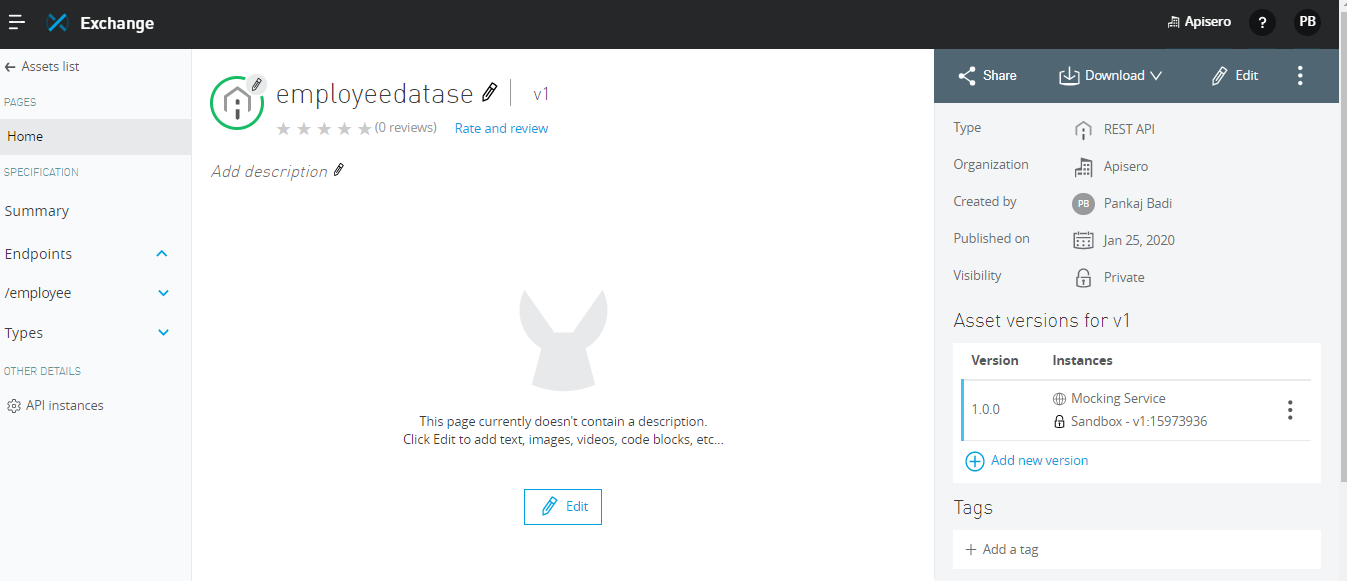 Exchange
Apisero
?
PB
Assets list
PAGES
Home
SPECIFICATION
Summary
Endpoints
/employee
Types
OTHER DETAILS
API instances
employeedatase
v1
(0 reviews)
Rate and review
Add description
This page currently doesn't contain a description.
Click Edit to add text, images, videos, code blocks, etc...
Edit
Share
Download
Edit
Type
REST API
Organization
Apisero
Created by
PB
Pankaj Badi
Published on
Jan 25, 2020
Visibility
Private
Asset versions for v1
Version
Instances
1.0.0
Mocking Service
Sandbox - v1:15973936
Add new version
Tags
Add a tag